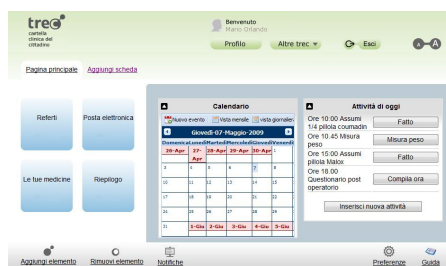 trec
cartella
clinica del
cittadino
Benvenuto
Mario Orlando
Profilo
Altre trec
Esci
A
A
Pagina principale
Aggiungi scheda
Referti
Posta elettronica
Le tue medicine
Riepilogo
Calendario
Nuovo evento
Vista mensile
vista giornaliera
Giovedì-07-Maggio-2009
Domenica Lunedì Martedì Mercoledì Giovedì Venerdì
26-Apr 27-Apr 28-Apr 29-Apr 30-Apr 1
3 4 5 6 7 8
10 11 12 13 14 15
17 18 19 20 21 22
24 25 26 27 28 29
31 1-Giu 2-Giu 3-Giu 4-Giu 5-Giu
Attività di oggi
Ore 10:00 Assumi
1/4 pillola coumadin
Fatto
Ore 10.45 Misura
peso
Misura peso
Ore 15:00 Assumi
pillola Malox
Fatto
Ore 18.00
Questionario post
operatorio
Compila ora
Inserisci nuova attività
Aggiungi elemento
Rimuovi elemento
Notifiche
Preferenze
Guida